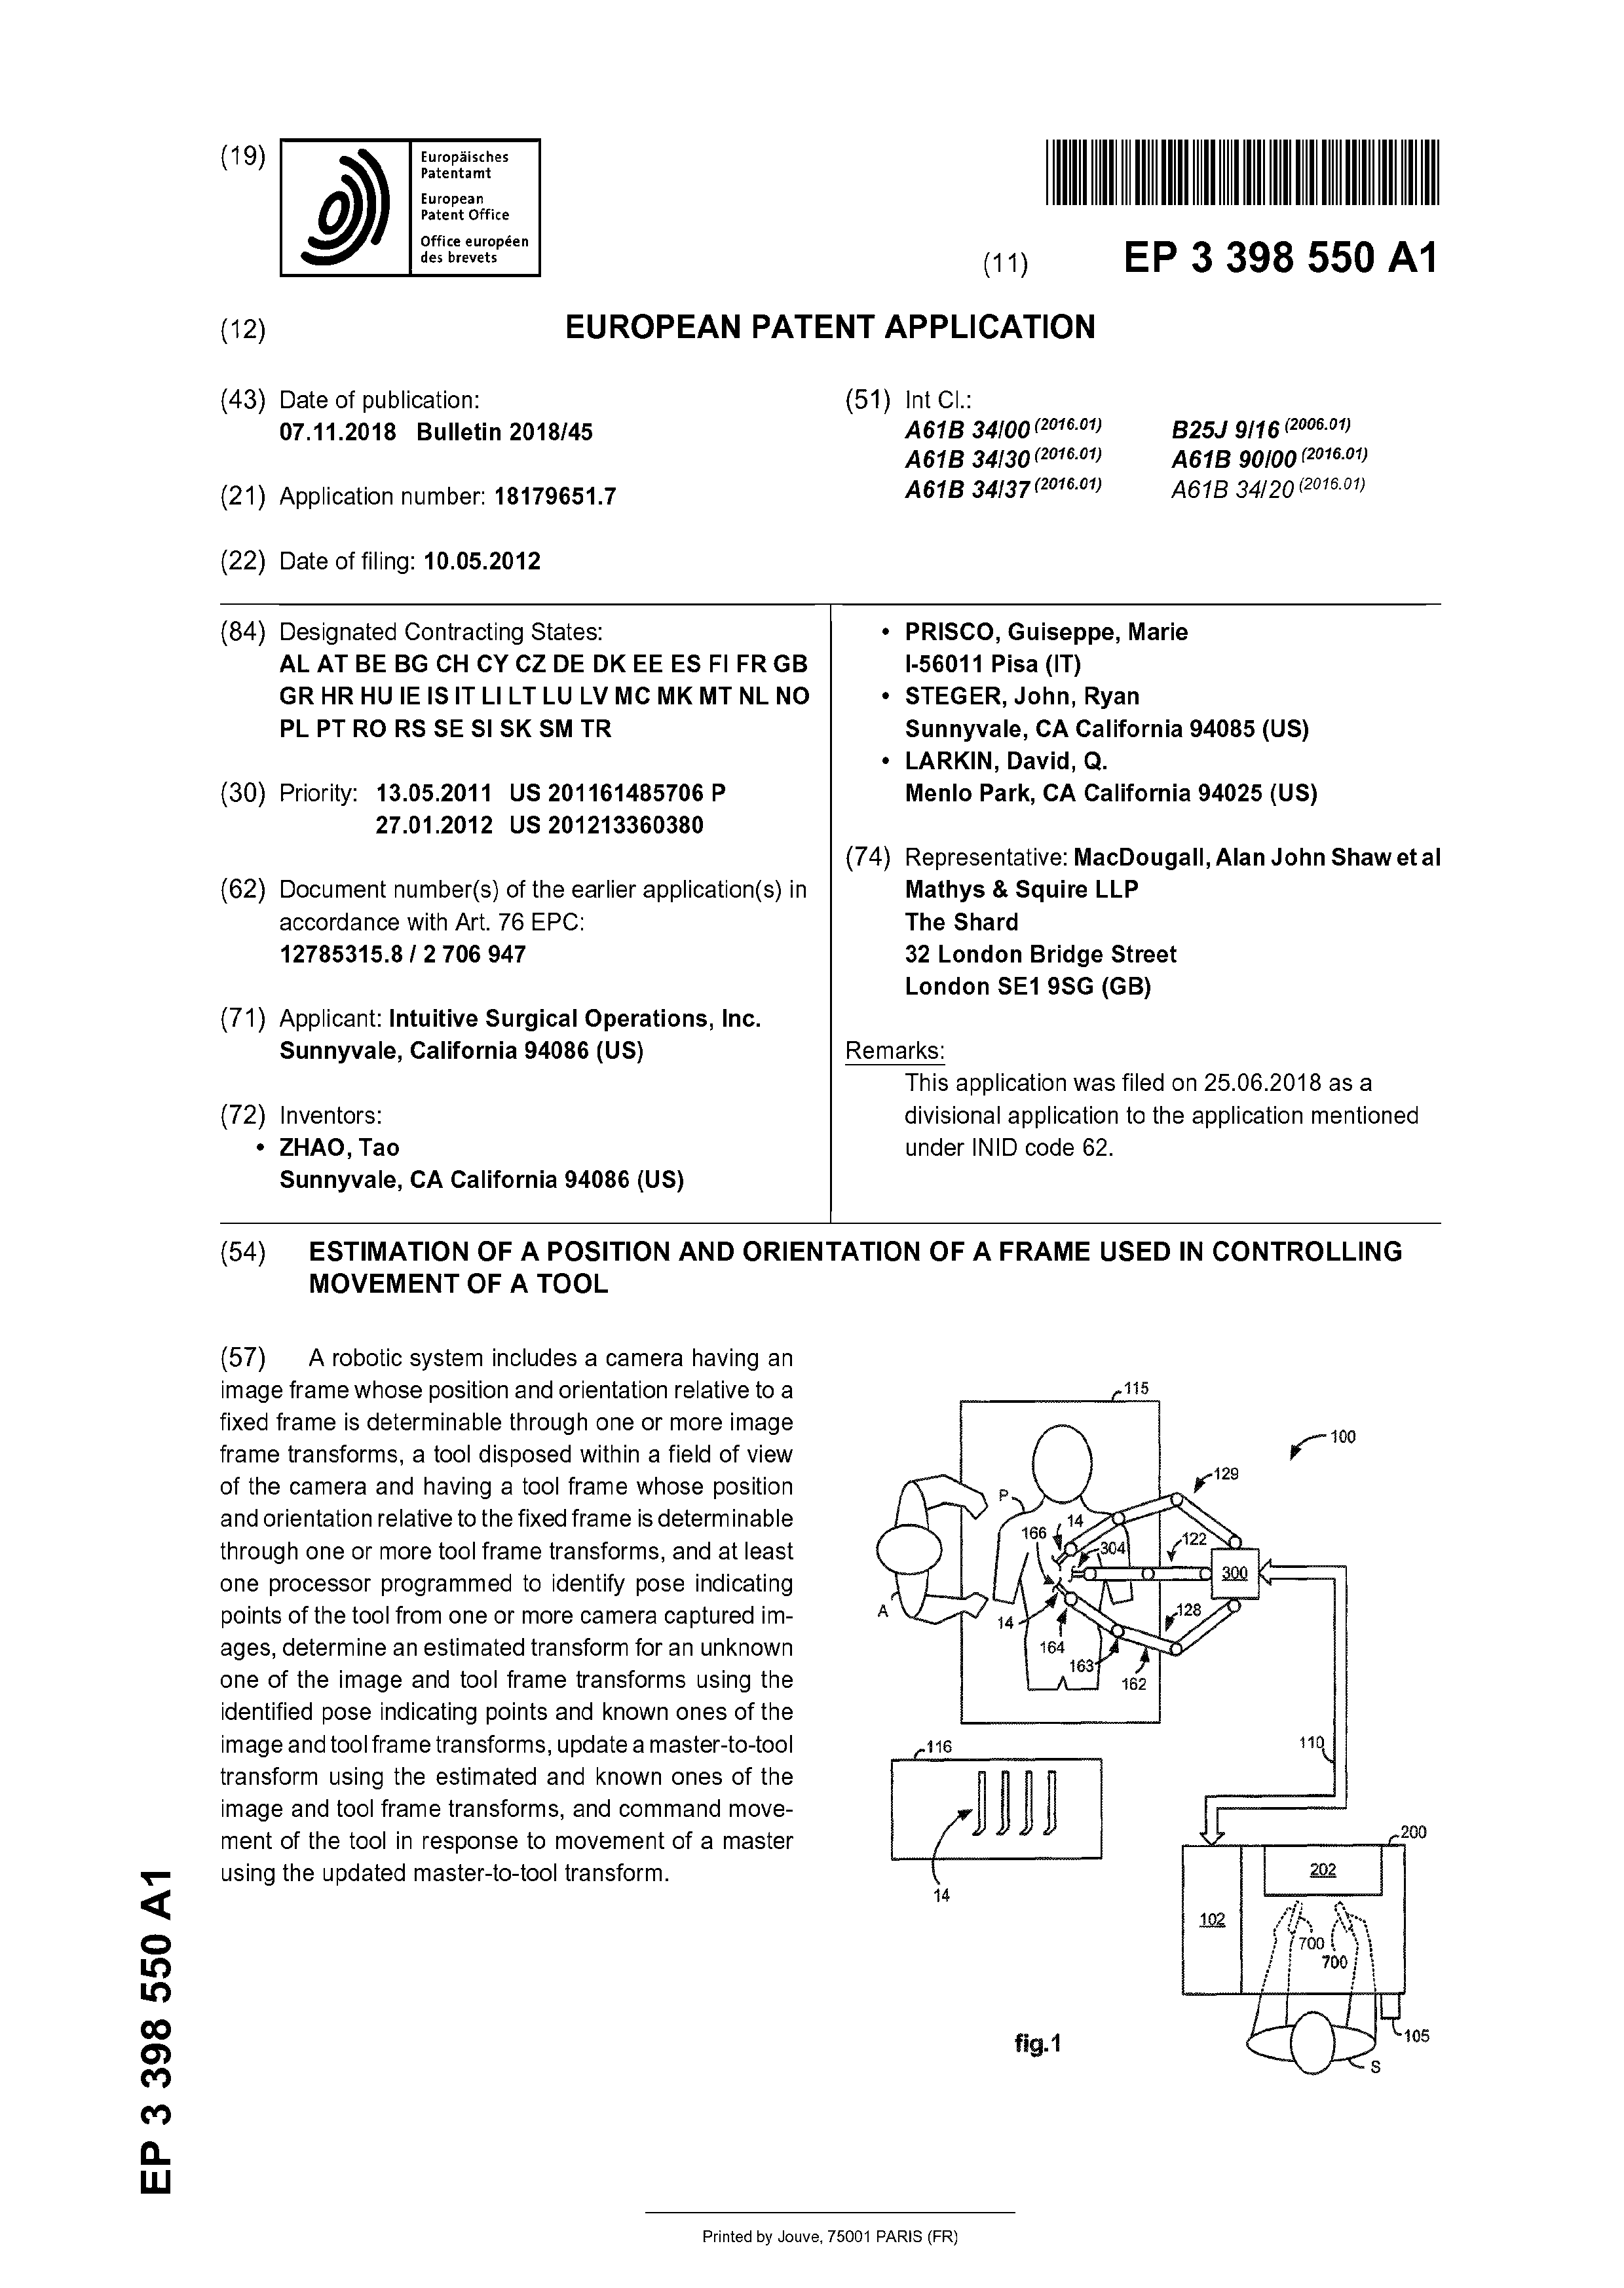 (19)
Europäisches
Patentamt
European
Patent Office
Office européen
des brevets
(11) EP 3 398 550 A1
(12) EUROPEAN PATENT APPLICATION
(43) Date of publication:
07.11.2018 Bulletin 2018/45
(21) Application number: 18179651.7
(22) Date of filing: 10.05.2012
(51) Int Cl.:
A61B 34/00 (2016.01) B25J 9/16 (2006.01)
A61B 34/30 (2016.01) A61B 90/00 (2016.01)
A61B 34/37 (2016.01) A61B 34/20 (2016.01)
(84) Designated Contracting States:
AL AT BE BG CH CY CZ DE DK EE ES FI FR GB
GR HR HU IE IS IT LI LT LU LV MC MK MT NL NO
PL PT RO RS SE SI SK SM TR
(30) Priority: 13.05.2011 US 201161485706 P
27.01.2012 US 201213360380
(62) Document number(s) of the earlier application(s) in
accordance with Art. 76 EPC:
12785315.8 / 2 706 947
(71) Applicant: Intuitive Surgical Operations, Inc.
Sunnyvale, California 94086 (US)
(72) Inventors:
• ZHAO, Tao
Sunnyvale, CA California 94086 (US)
• PRISCO, Guiseppe, Marie
I-56011 Pisa (IT)
• STEGER, John, Ryan
Sunnyvale, CA California 94085 (US)
• LARKIN, David, Q.
Menlo Park, CA California 94025 (US)
(74) Representative: MacDougall, Alan John Shaw et al
Mathys & Squire LLP
The Shard
32 London Bridge Street
London SE1 9SG (GB)
Remarks:
This application was filed on 25.06.2018 as a
divisional application to the application mentioned
under INID code 62.
(54) ESTIMATION OF A POSITION AND ORIENTATION OF A FRAME USED IN CONTROLLING
MOVEMENT OF A TOOL
(57) A robotic system includes a camera having an
image frame whose position and orientation relative to a
fixed frame is determinable through one or more image
frame transforms, a tool disposed within a field of view
of the camera and having a tool frame whose position
and orientation relative to the fixed frame is determinable
through one or more tool frame transforms, and at least
one processor programmed to identify pose indicating
points of the tool from one or more camera captured im-
ages, determine an estimated transform for an unknown
one of the image and tool frame transforms using the
identified pose indicating points and known ones of the
image and tool frame transforms, update a master-to-tool
transform using the estimated and known ones of the
image and tool frame transforms, and command move-
ment of the tool in response to movement of a master
using the updated master-to-tool transform.
115
100
129
P
14
166
122
304
300
A
14
128
164
163
162
110
116
14
200
202
102
700
700
105
S
fig.1
EP 3 398 550 A1
Printed by Jouve, 75001 PARIS (FR)